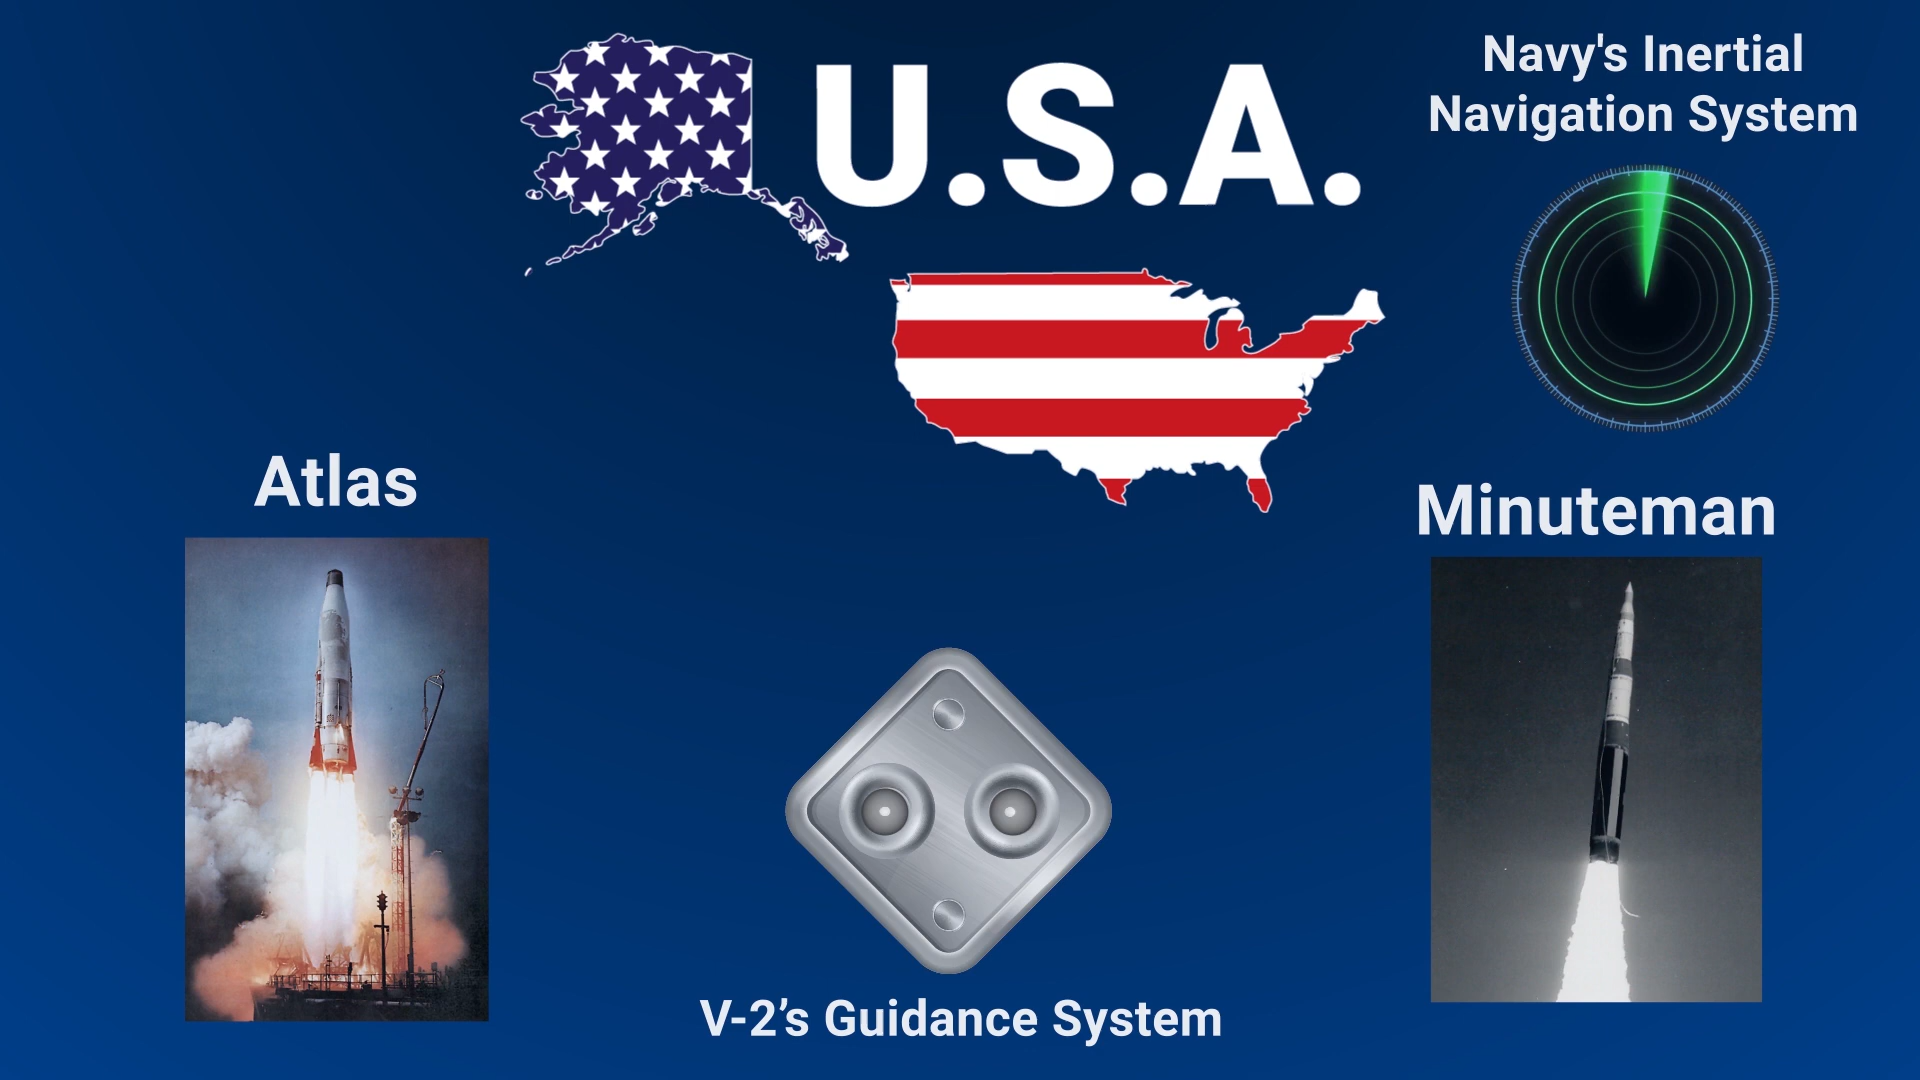 U.S.A.
Navy's Inertial
Navigation System
Atlas
Minuteman
V-2’s Guidance System